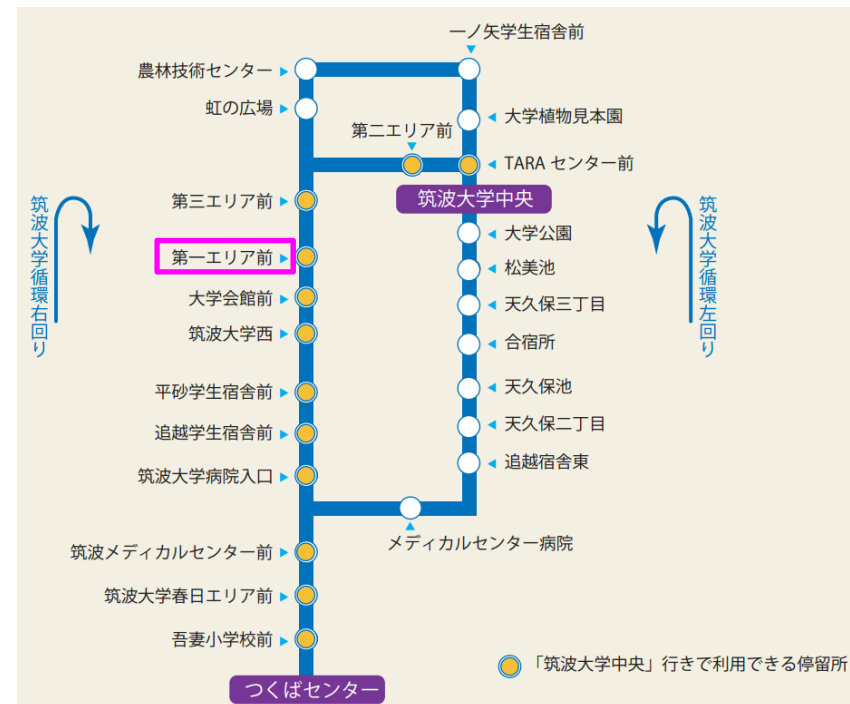 一ノ矢学生宿舎前
農林技術センター
虹の広場
大学植物見本園
第二エリア前
TARA センター前
第三エリア前
筑波大学中央
筑波大学循環右回り
筑波大学循環左回り
大学公園
第一エリア前
松美池
大学会館前
天久保三丁目
筑波大学西
合宿所
平砂学生宿舎前
天久保池
追越学生宿舎前
天久保二丁目
筑波大学病院入口
追越宿舎東
メディカルセンター病院
筑波メディカルセンター前
筑波大学春日エリア前
吾妻小学校前
「筑波大学中央」行きで利用できる停留所
つくばセンター